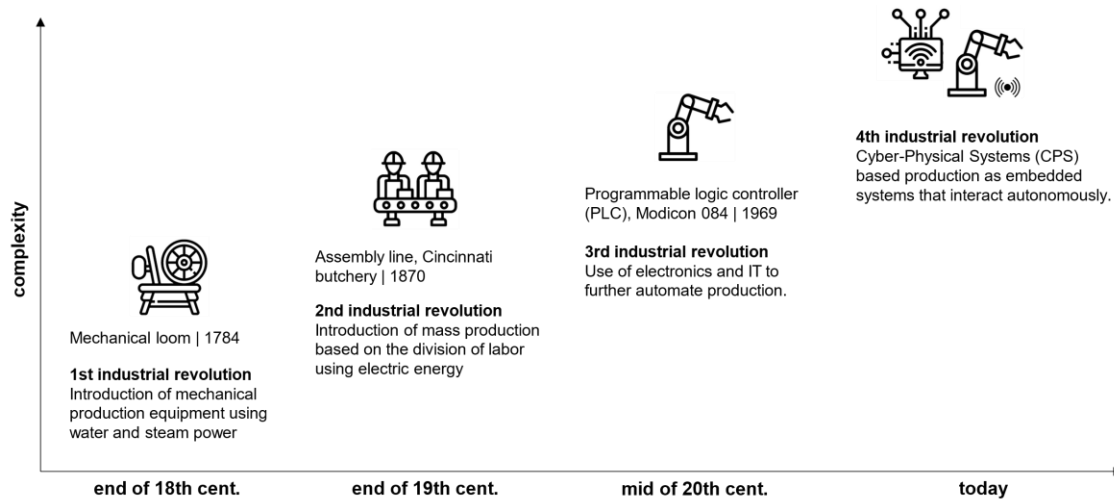 complexity
Mechanical loom | 1784
1st industrial revolution
Introduction of mechanical
production equipment using
water and steam power
Assembly line, Cincinnati
butchery | 1870
2nd industrial revolution
Introduction of mass production
based on the division of labor
using electric energy
Programmable logic controller
(PLC), Modicon 084 | 1969
3rd industrial revolution
Use of electronics and IT to
further automate production.
4th industrial revolution
Cyber-Physical Systems (CPS)
based production as embedded
systems that interact autonomously.
end of 18th cent.
end of 19th cent.
mid of 20th cent.
today